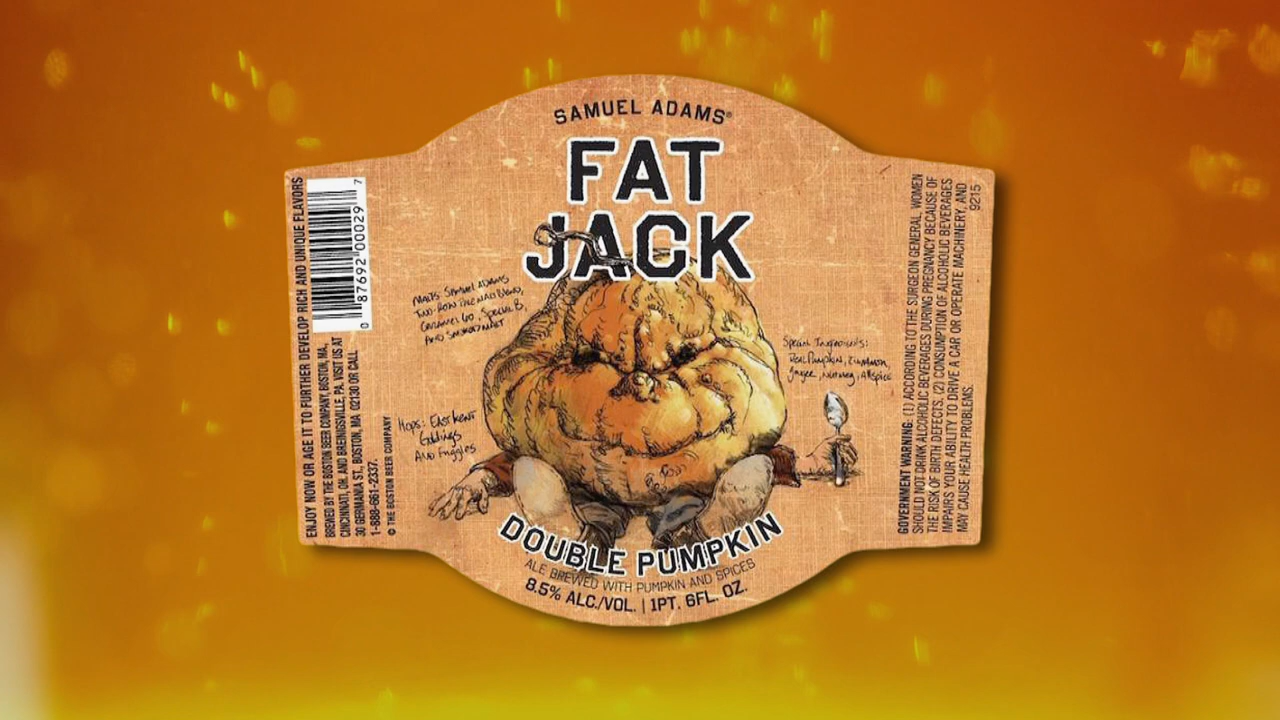 SAMUEL ADAMS®
FAT
JACK
MALTS: SAMUEL ADAMS
TWO-ROW PALE MALT BLEND,
CARAMEL 60, SPECIAL B,
AND SMOKED MALT
Hops: EAST KENT
Goldings
AND Fuggles
Special Ingredients:
Real Pumpkin, Cinnamon,
Ginger, Nutmeg, Allspice
DOUBLE PUMPKIN
ALE BREWED WITH PUMPKIN AND SPICES
8.5% ALC./VOL. | 1PT. 6FL. OZ.
ENJOY NOW OR AGE IT TO FURTHER DEVELOP RICH AND UNIQUE FLAVORS
BREWED BY THE BOSTON BEER COMPANY, BOSTON, MA,
CINCINNATI, OH. AND BREINIGSVILLE, PA. VISIT US AT
30 GERMANIA ST., BOSTON, MA 02130 OR CALL
1-888-661-2337.
© THE BOSTON BEER COMPANY
0 87692 00029 7
GOVERNMENT WARNING: (1) ACCORDING TO THE SURGEON GENERAL, WOMEN
SHOULD NOT DRINK ALCOHOLIC BEVERAGES DURING PREGNANCY BECAUSE OF
THE RISK OF BIRTH DEFECTS. (2) CONSUMPTION OF ALCOHOLIC BEVERAGES
IMPAIRS YOUR ABILITY TO DRIVE A CAR OR OPERATE MACHINERY, AND
MAY CAUSE HEALTH PROBLEMS.
9215